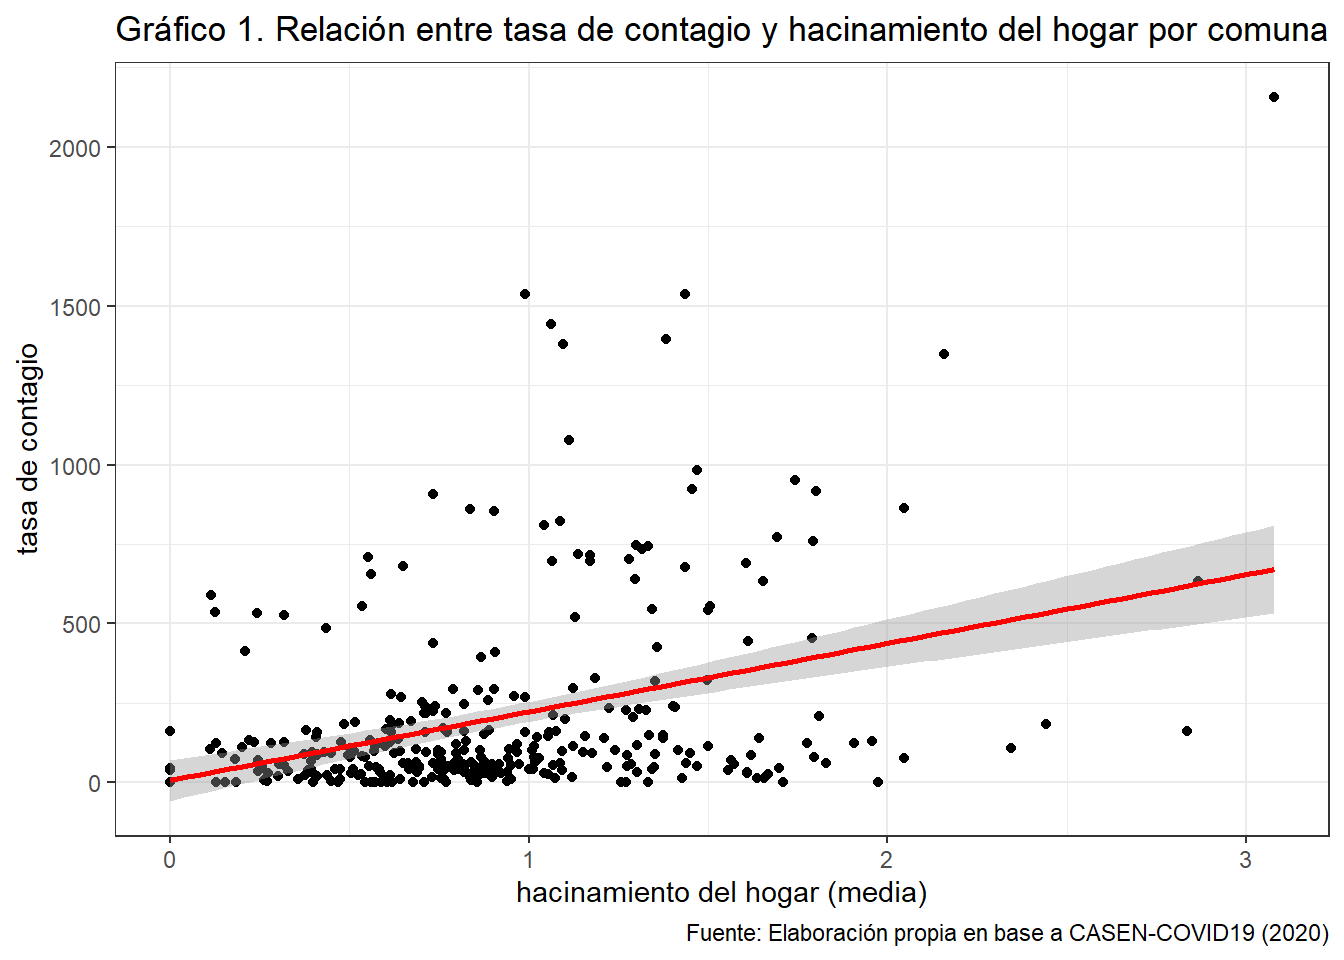 Gráfico 1. Relación entre tasa de contagio y hacinamiento del hogar por comuna
tasa de contagio
2000
1500
1000
500
0
0 1 2 3
hacinamiento del hogar (media)
Fuente: Elaboración propia en base a CASEN-COVID19 (2020)